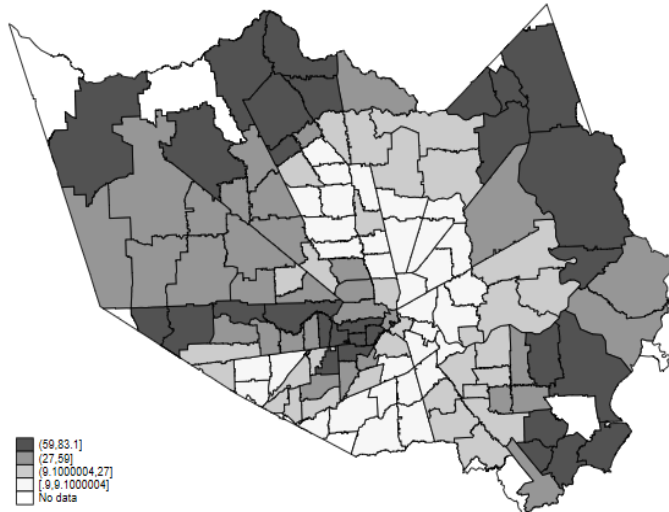 (59,83.1]
(27,59]
(9.1000004,27]
[.9,9.1000004]
No data